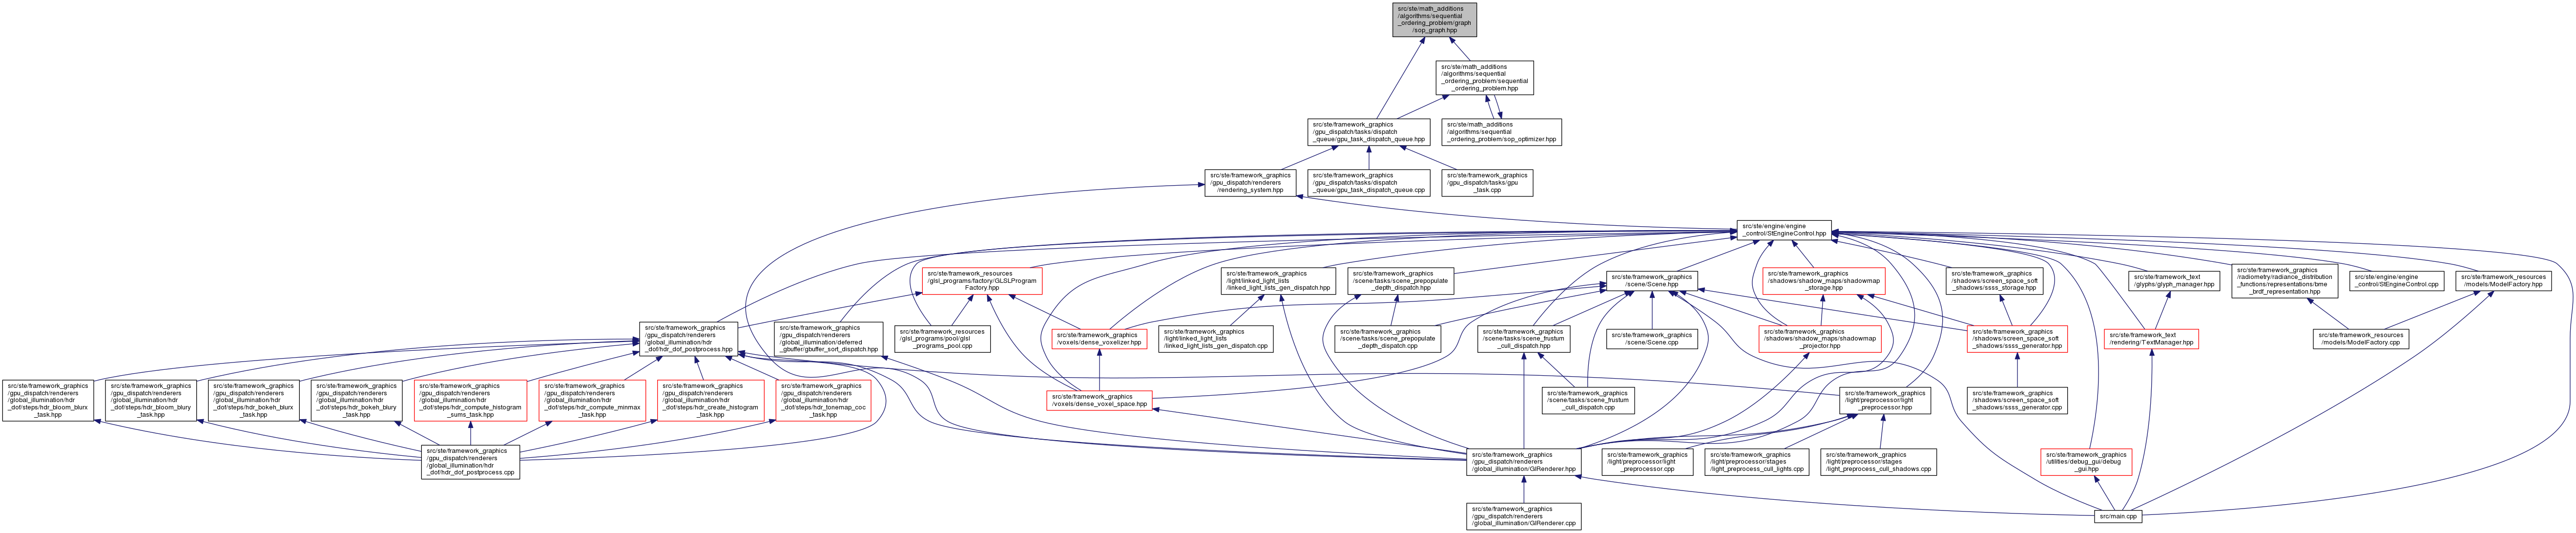 src/ste/math_additions
/algorithms/sequential
_ordering_problem/graph
/sop_graph.hpp
src/ste/math_additions
/algorithms/sequential
_ordering_problem/sequential
_ordering_problem.hpp
src/ste/framework_graphics
/gpu_dispatch/tasks/dispatch
_queue/gpu_task_dispatch_queue.hpp
src/ste/math_additions
/algorithms/sequential
_ordering_problem/sop_optimizer.hpp
src/ste/framework_graphics
/gpu_dispatch/renderers
/rendering_system.hpp
src/ste/framework_graphics
/gpu_dispatch/tasks/dispatch
_queue/gpu_task_dispatch_queue.cpp
src/ste/framework_graphics
/gpu_dispatch/tasks/gpu
_task.cpp
src/ste/engine/engine
_control/StEngineControl.hpp
src/ste/framework_resources
/glsl_programs/factory/GLSLProgram
Factory.hpp
src/ste/framework_graphics
/light/linked_light_lists
/linked_light_lists_gen_dispatch.hpp
src/ste/framework_graphics
/scene/tasks/scene_prepopulate
_depth_dispatch.hpp
src/ste/framework_graphics
/scene/Scene.hpp
src/ste/framework_graphics
/shadows/shadow_maps/shadowmap
_storage.hpp
src/ste/framework_graphics
/shadows/screen_space_soft
_shadows/ssss_storage.hpp
src/ste/framework_text
/glyphs/glyph_manager.hpp
src/ste/framework_graphics
/radiometry/radiance_distribution
_functions/representations/bme
_brdf_representation.hpp
src/ste/engine/engine
_control/StEngineControl.cpp
src/ste/framework_resources
/models/ModelFactory.hpp
src/ste/framework_graphics
/gpu_dispatch/renderers
/global_illumination/hdr
_dof/hdr_dof_postprocess.hpp
src/ste/framework_graphics
/gpu_dispatch/renderers
/global_illumination/deferred
_gbuffer/gbuffer_sort_dispatch.hpp
src/ste/framework_resources
/glsl_programs/pool/glsl
_programs_pool.cpp
src/ste/framework_graphics
/voxels/dense_voxelizer.hpp
src/ste/framework_graphics
/light/linked_light_lists
/linked_light_lists_gen_dispatch.cpp
src/ste/framework_graphics
/scene/tasks/scene_prepopulate
_depth_dispatch.cpp
src/ste/framework_graphics
/scene/tasks/scene_frustum
_cull_dispatch.hpp
src/ste/framework_graphics
/scene/Scene.cpp
src/ste/framework_graphics
/shadows/shadow_maps/shadowmap
_projector.hpp
src/ste/framework_graphics
/shadows/screen_space_soft
_shadows/ssss_generator.hpp
src/ste/framework_text
/rendering/TextManager.hpp
src/ste/framework_resources
/models/ModelFactory.cpp
src/ste/framework_graphics
/gpu_dispatch/renderers
/global_illumination/hdr
_dof/steps/hdr_bloom_blurx
_task.hpp
src/ste/framework_graphics
/gpu_dispatch/renderers
/global_illumination/hdr
_dof/steps/hdr_bloom_blury
_task.hpp
src/ste/framework_graphics
/gpu_dispatch/renderers
/global_illumination/hdr
_dof/steps/hdr_bokeh_blurx
_task.hpp
src/ste/framework_graphics
/gpu_dispatch/renderers
/global_illumination/hdr
_dof/steps/hdr_bokeh_blury
_task.hpp
src/ste/framework_graphics
/gpu_dispatch/renderers
/global_illumination/hdr
_dof/steps/hdr_compute_histogram
_sums_task.hpp
src/ste/framework_graphics
/gpu_dispatch/renderers
/global_illumination/hdr
_dof/steps/hdr_compute_minmax
_task.hpp
src/ste/framework_graphics
/gpu_dispatch/renderers
/global_illumination/hdr
_dof/steps/hdr_create_histogram
_task.hpp
src/ste/framework_graphics
/gpu_dispatch/renderers
/global_illumination/hdr
_dof/steps/hdr_tonemap_coc
_task.hpp
src/ste/framework_graphics
/voxels/dense_voxel_space.hpp
src/ste/framework_graphics
/scene/tasks/scene_frustum
_cull_dispatch.cpp
src/ste/framework_graphics
/light/preprocessor/light
_preprocessor.hpp
src/ste/framework_graphics
/shadows/screen_space_soft
_shadows/ssss_generator.cpp
src/ste/framework_graphics
/gpu_dispatch/renderers
/global_illumination/hdr
_dof/hdr_dof_postprocess.cpp
src/ste/framework_graphics
/gpu_dispatch/renderers
/global_illumination/GIRenderer.hpp
src/ste/framework_graphics
/light/preprocessor/light
_preprocessor.cpp
src/ste/framework_graphics
/light/preprocessor/stages
/light_preprocess_cull_lights.cpp
src/ste/framework_graphics
/light/preprocessor/stages
/light_preprocess_cull_shadows.cpp
src/ste/framework_graphics
/utilities/debug_gui/debug
_gui.hpp
src/ste/framework_graphics
/gpu_dispatch/renderers
/global_illumination/GIRenderer.cpp
src/main.cpp